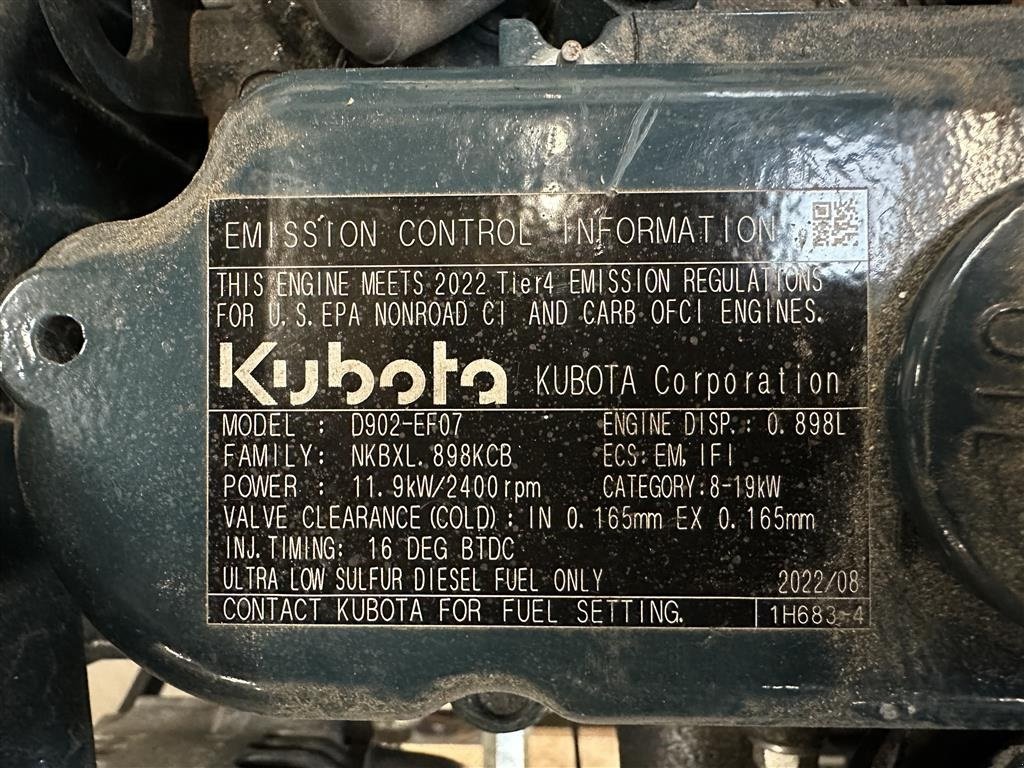 EMISSION CONTROL INFORMATION
THIS ENGINE MEETS 2022 Tier4 EMISSION REGULATIONS
FOR U.S.EPA NONROAD CI AND CARB OFCI ENGINES.
Kubota KUBOTA Corporation
MODEL : D902-EF07 ENGINE DISP.: 0.898L
FAMILY: NKBXL.898KCB ECS:EM,IFI
POWER : 11.9kW/2400rpm CATEGORY:8-19kW
VALVE CLEARANCE(COLD): IN 0.165mm EX 0.165mm
INJ.TIMING: 16 DEG BTDC
ULTRA LOW SULFUR DIESEL FUEL ONLY 2022/08
CONTACT KUBOTA FOR FUEL SETTING. 1H683-4